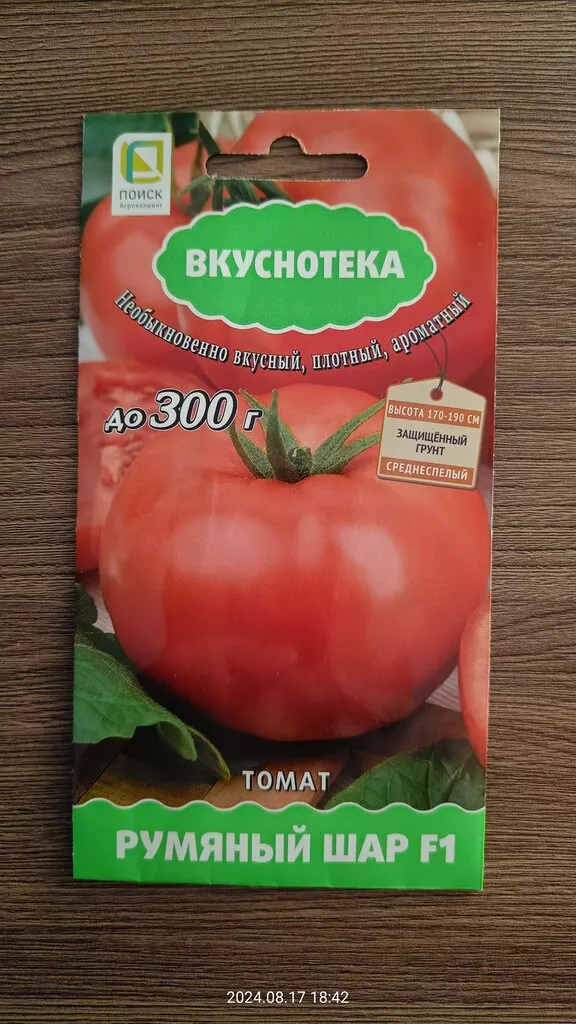 ПОИСК
Агрохолдинг
ВКУСНОТЕКА
Необыкновенно вкусный, плотный, ароматный
до 300 г
ВЫСОТА 170-190 СМ
ЗАЩИЩЁННЫЙ
ГРУНТ
СРЕДНЕСПЕЛЫЙ
ТОМАТ
РУМЯНЫЙ ШАР F1
2024.08.17 18:42